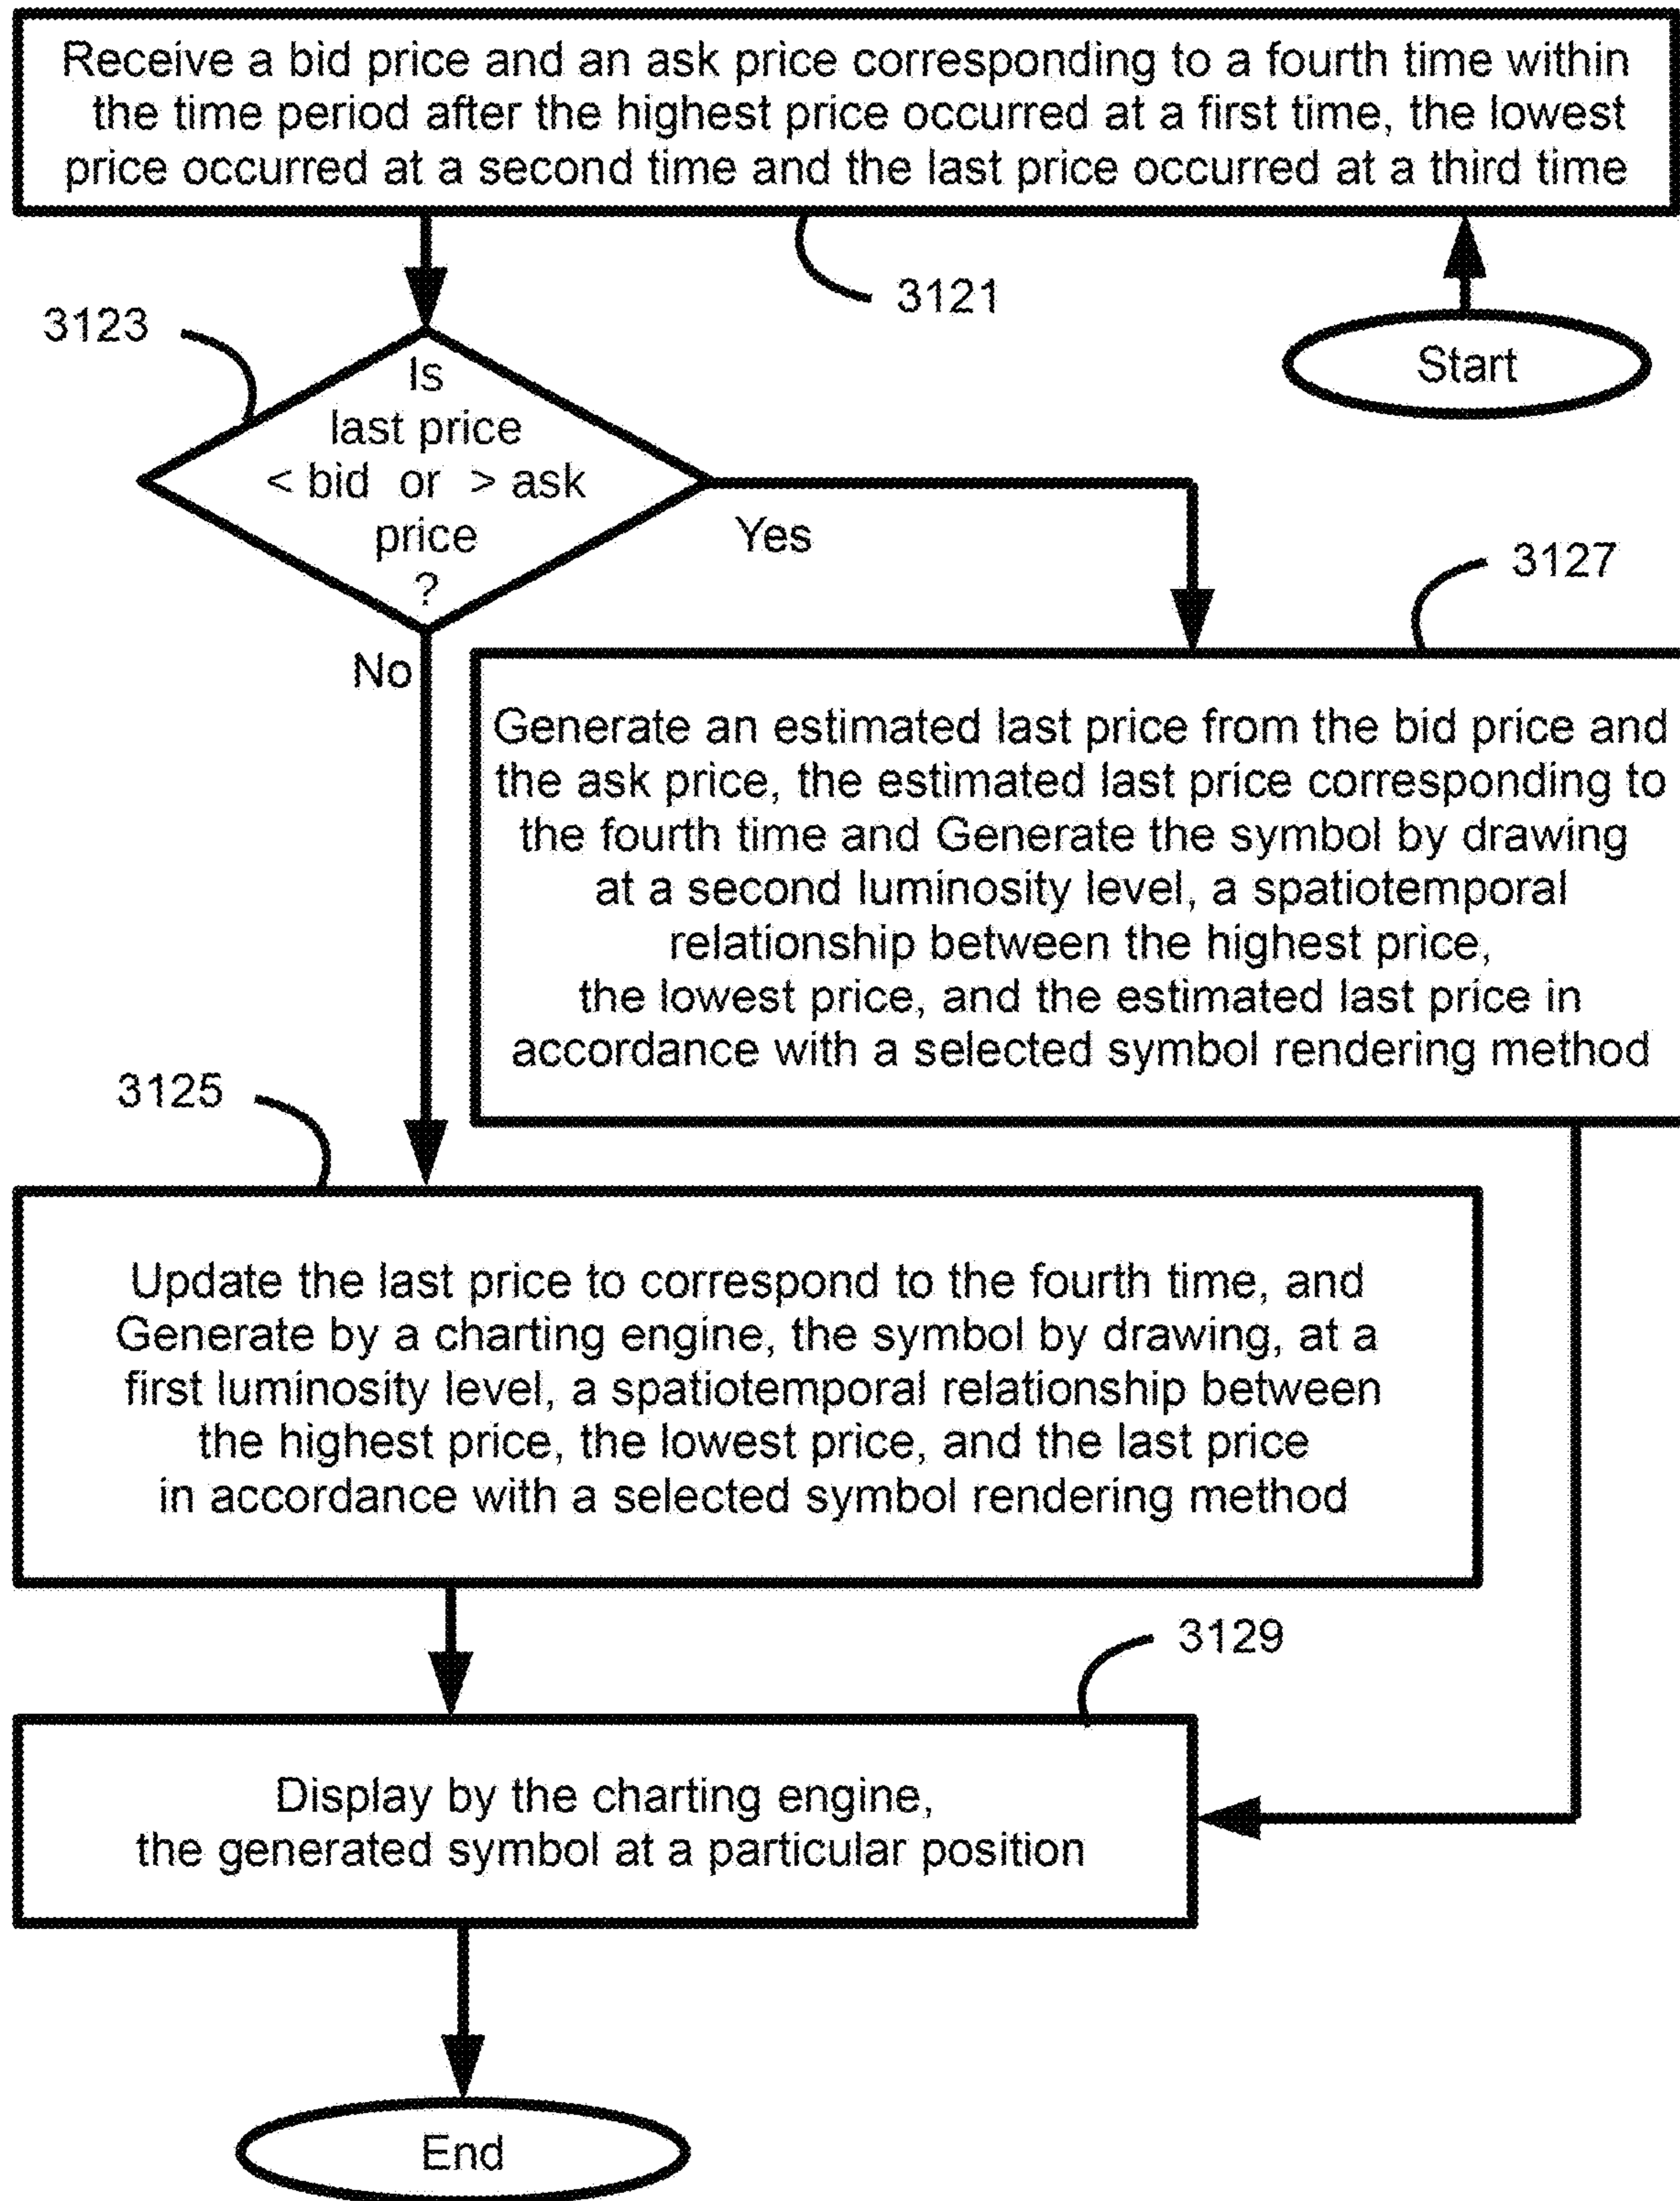 Receive a bid price and an ask price corresponding to a fourth time within
the time period after the highest price occurred at a first time, the lowest
price occurred at a second time and the last price occurred at a third time
3121
Start
3123
Is
last price
< bid or > ask
price
?
Yes
No
3127
Generate an estimated last price from the bid price and
the ask price, the estimated last price corresponding to
the fourth time and Generate the symbol by drawing
at a second luminosity level, a spatiotemporal
relationship between the highest price,
the lowest price, and the estimated last price in
accordance with a selected symbol rendering method
3125
Update the last price to correspond to the fourth time, and
Generate by a charting engine, the symbol by drawing, at a
first luminosity level, a spatiotemporal relationship between
the highest price, the lowest price, and the last price
in accordance with a selected symbol rendering method
3129
Display by the charting engine,
the generated symbol at a particular position
End